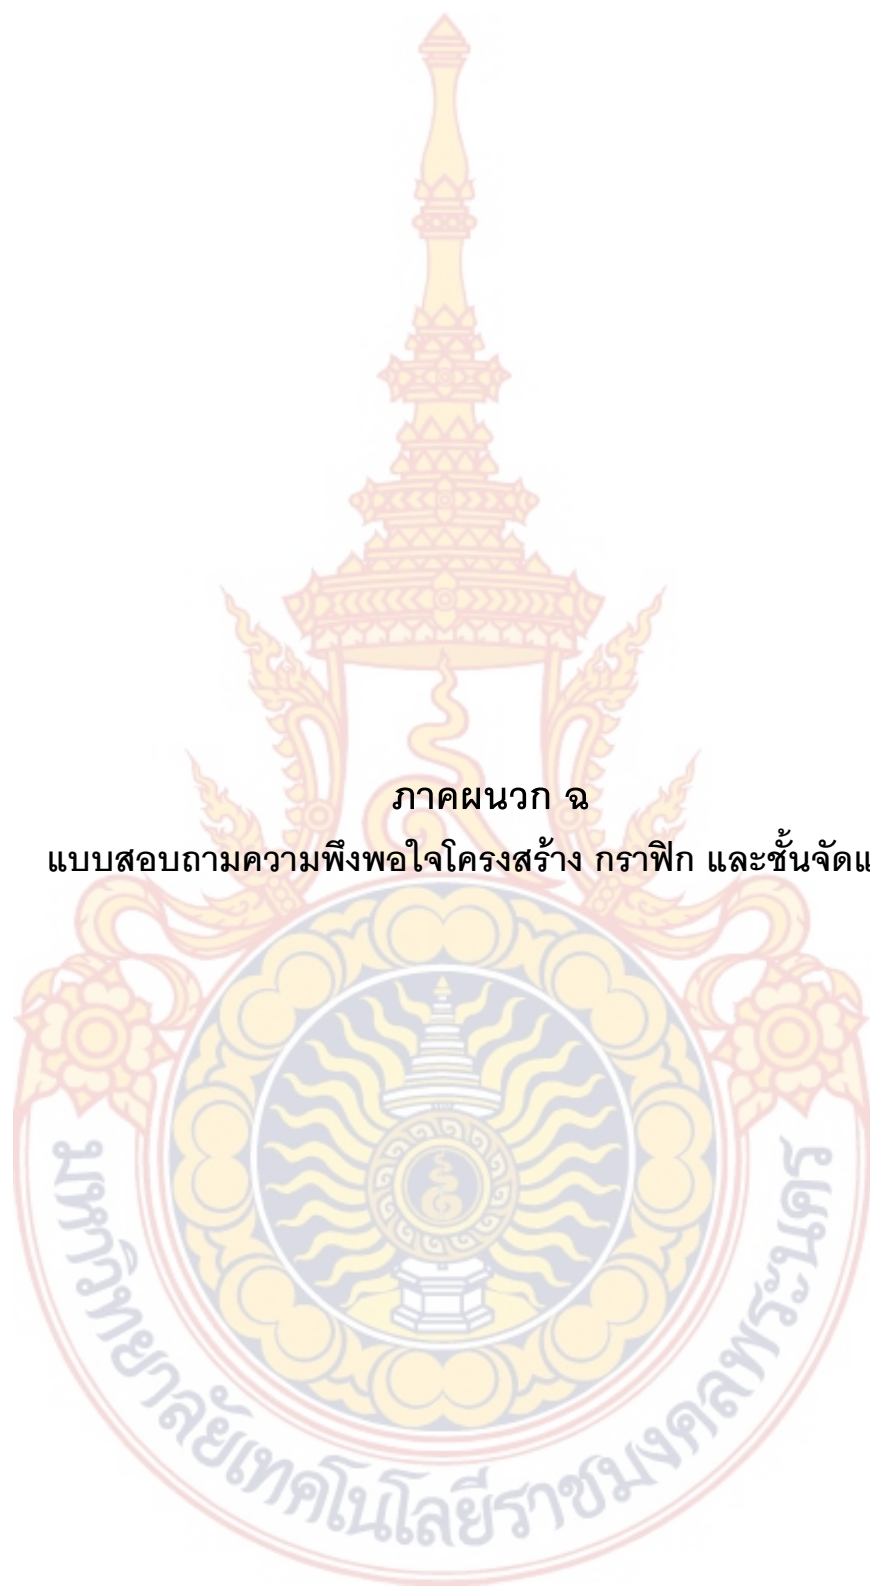 ภาคผนวก ฉ
แบบสอบถามความพึงพอใจโครงสร้าง กราฟิก และชั้นจัดแ
มหาวิทยาลัยเทคโนโลยีราชมงคลพระนคร